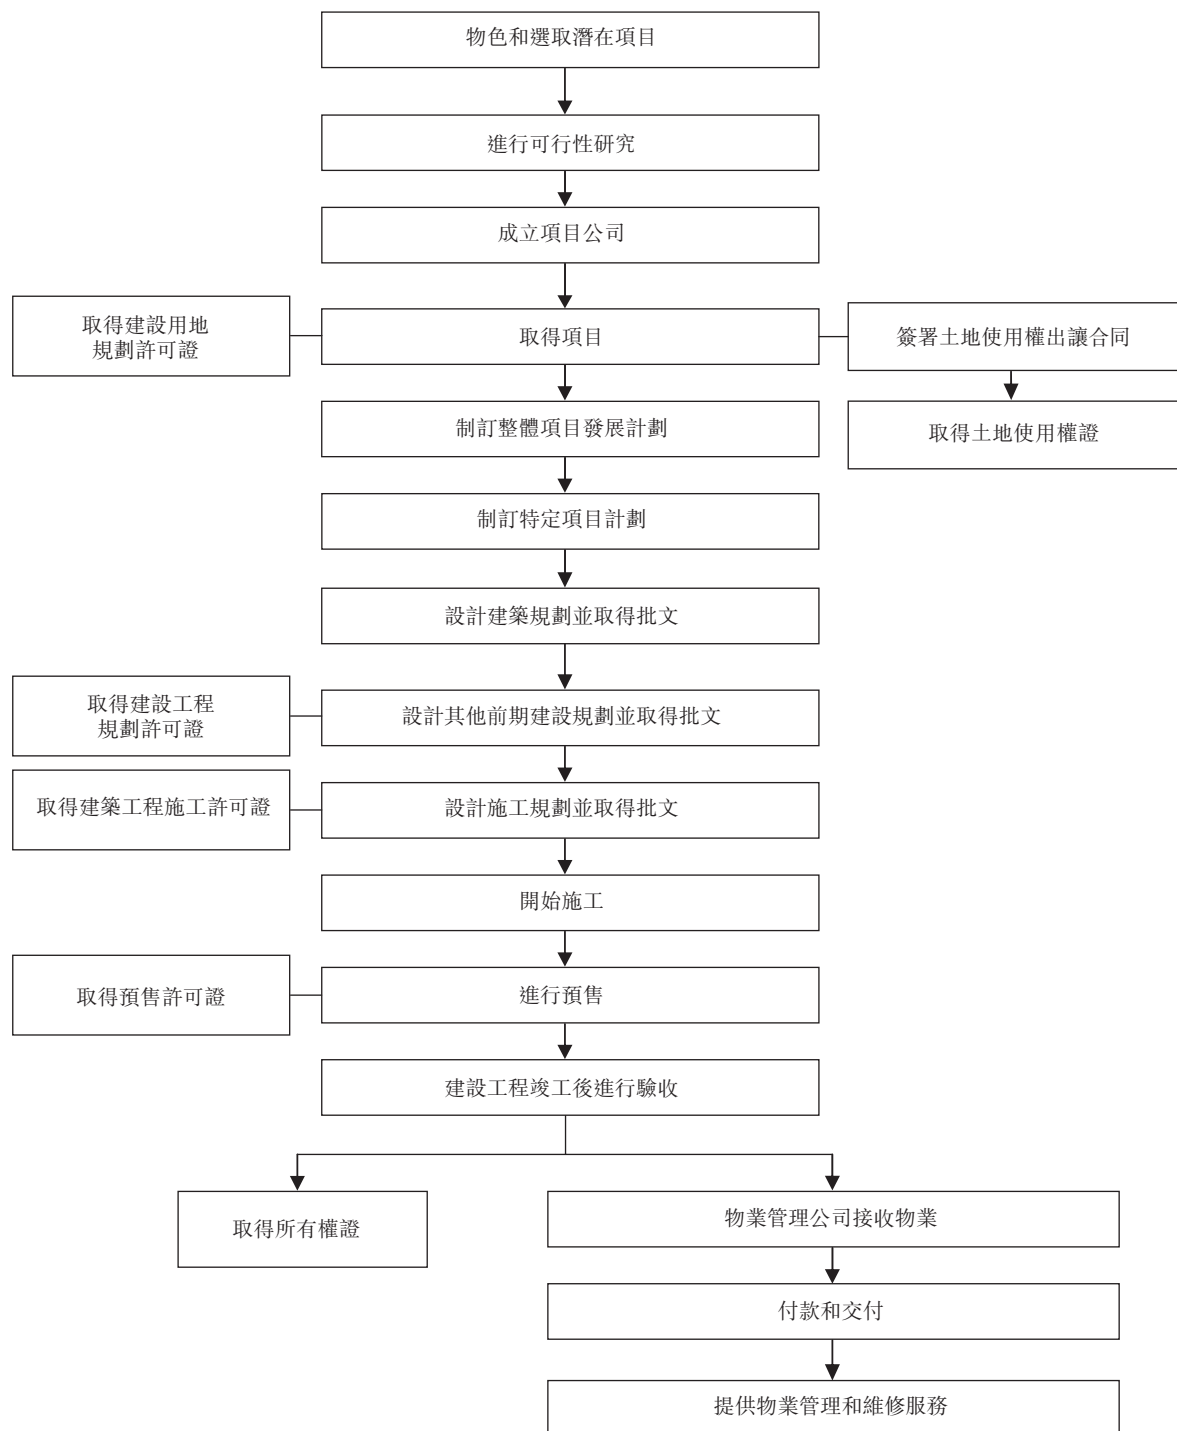 物色和選取潛在項目
進行可行性研究
成立項目公司
取得建設用地
規劃許可證
取得項目
簽署土地使用權出讓合同
制訂整體項目發展計劃
取得土地使用權證
制訂特定項目計劃
設計建築規劃並取得批文
取得建設工程
規劃許可證
設計其他前期建設規劃並取得批文
取得建築工程施工許可證
設計施工規劃並取得批文
開始施工
取得預售許可證
進行預售
建設工程竣工後進行驗收
取得所有權證
物業管理公司接收物業
付款和交付
提供物業管理和維修服務